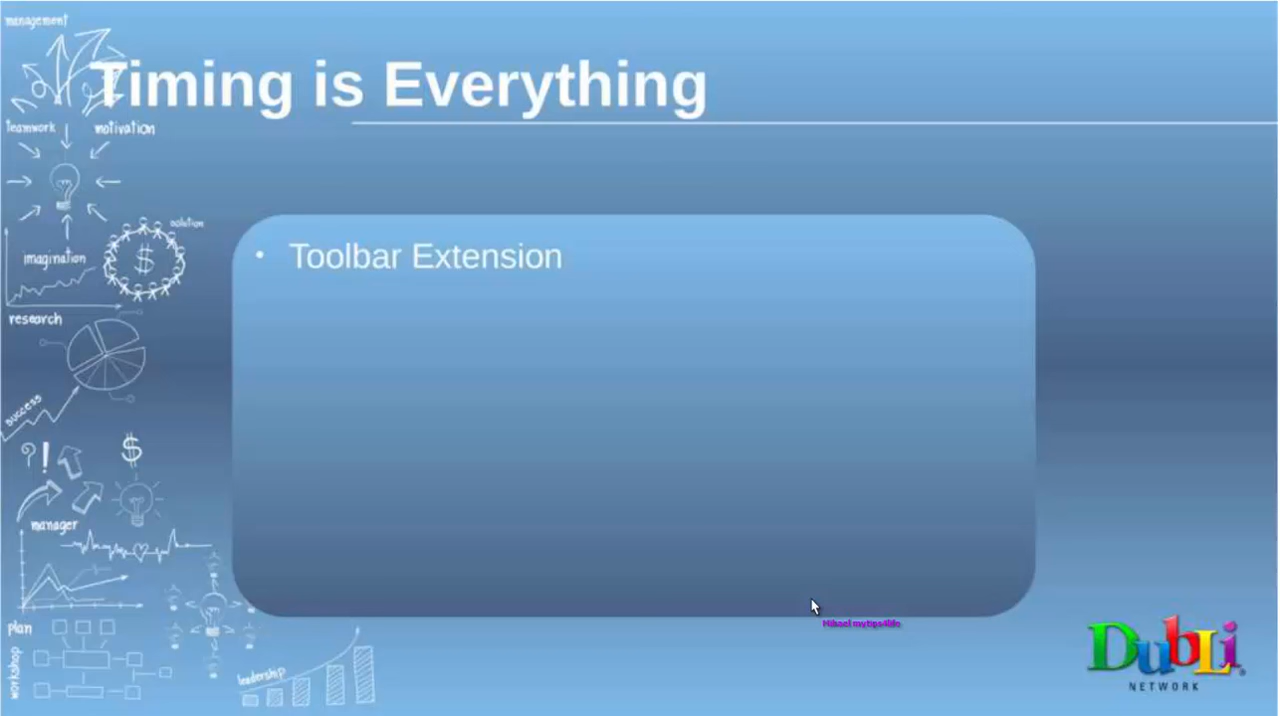 management
Timing is Everything
teamwork
motivation
solution
imagination
• Toolbar Extension
research
success
?!
$
manager
plan
workshop
leadership
DubLi
NETWORK